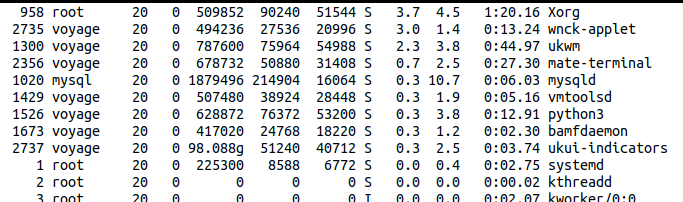 958 root 20 0 509852 90240 51544 S 3.7 4.5 1:20.16 Xorg
2735 voyage 20 0 494236 27536 20996 S 3.0 1.4 0:13.24 wnck-applet
1300 voyage 20 0 787600 75964 54988 S 2.3 3.8 0:44.97 ukwm
2356 voyage 20 0 678732 50880 31408 S 0.7 2.5 0:27.30 mate-terminal
1020 mysql 20 0 1879496 214904 16064 S 0.3 10.7 0:06.03 mysqld
1429 voyage 20 0 507480 38924 28448 S 0.3 1.9 0:05.16 vmtoolsd
1526 voyage 20 0 628872 76372 53200 S 0.3 3.8 0:12.91 python3
1673 voyage 20 0 417020 24768 18220 S 0.3 1.2 0:02.30 bamfdaemon
2737 voyage 20 0 98.088g 51240 40712 S 0.3 2.5 0:03.74 ukui-indicators
1 root 20 0 225300 8588 6772 S 0.0 0.4 0:02.75 systemd
2 root 20 0 0 0 0 S 0.0 0.0 0:00.02 kthreadd
3 root 20 0 0 0 0 I 0.0 0.0 0:02.07 kworker/0:0